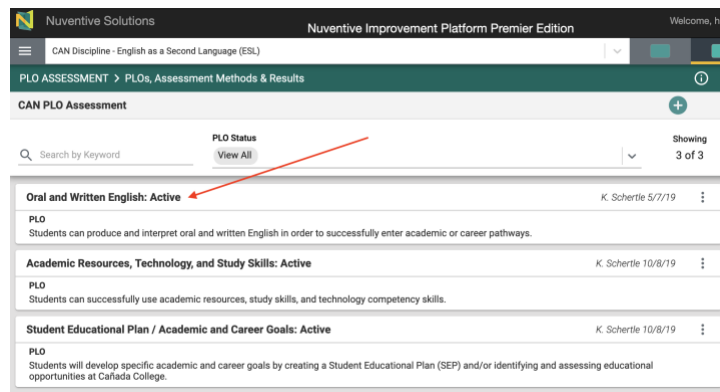 Nuventive Solutions
Nuventive Improvement Platform Premier Edition
Welcome, h
CAN Discipline - English as a Second Language (ESL)
PLO ASSESSMENT > PLOs, Assessment Methods & Results
CAN PLO Assessment
PLO Status
Showing
Search by Keyword
View All
3 of 3
Oral and Written English: Active
K. Schertle 5/7/19
PLO
Students can produce and interpret oral and written English in order to successfully enter academic or career pathways.
Academic Resources, Technology, and Study Skills: Active
K. Schertle 10/8/19
PLO
Students can successfully use academic resources, study skills, and technology competency skills.
Student Educational Plan / Academic and Career Goals: Active
K. Schertle 10/8/19
PLO
Students will develop specific academic and career goals by creating a Student Educational Plan (SEP) and/or identifying and assessing educational
opportunities at Cañada College.